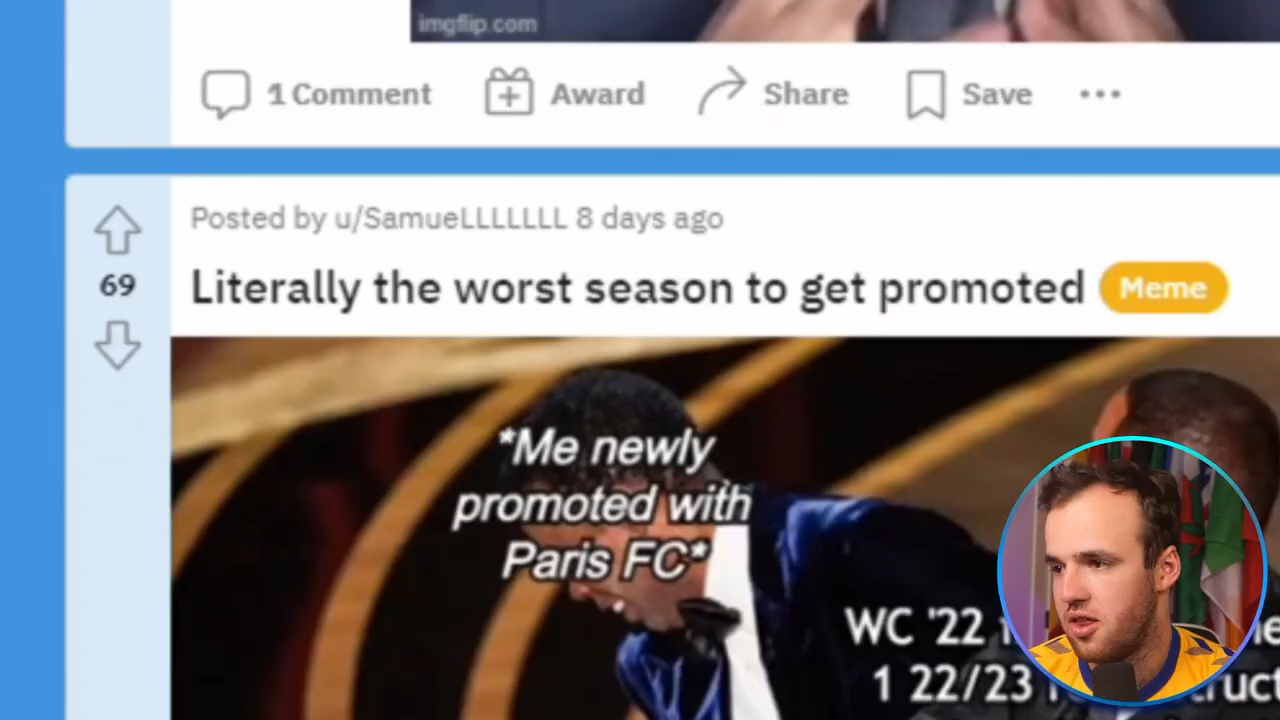 imgflip.com
1 Comment Award Share Save
Posted by u/SamueLLLLLLL 8 days ago
69
Literally the worst season to get promoted Meme
*Me newly
promoted with
Paris FC*
WC '22
1 22/23